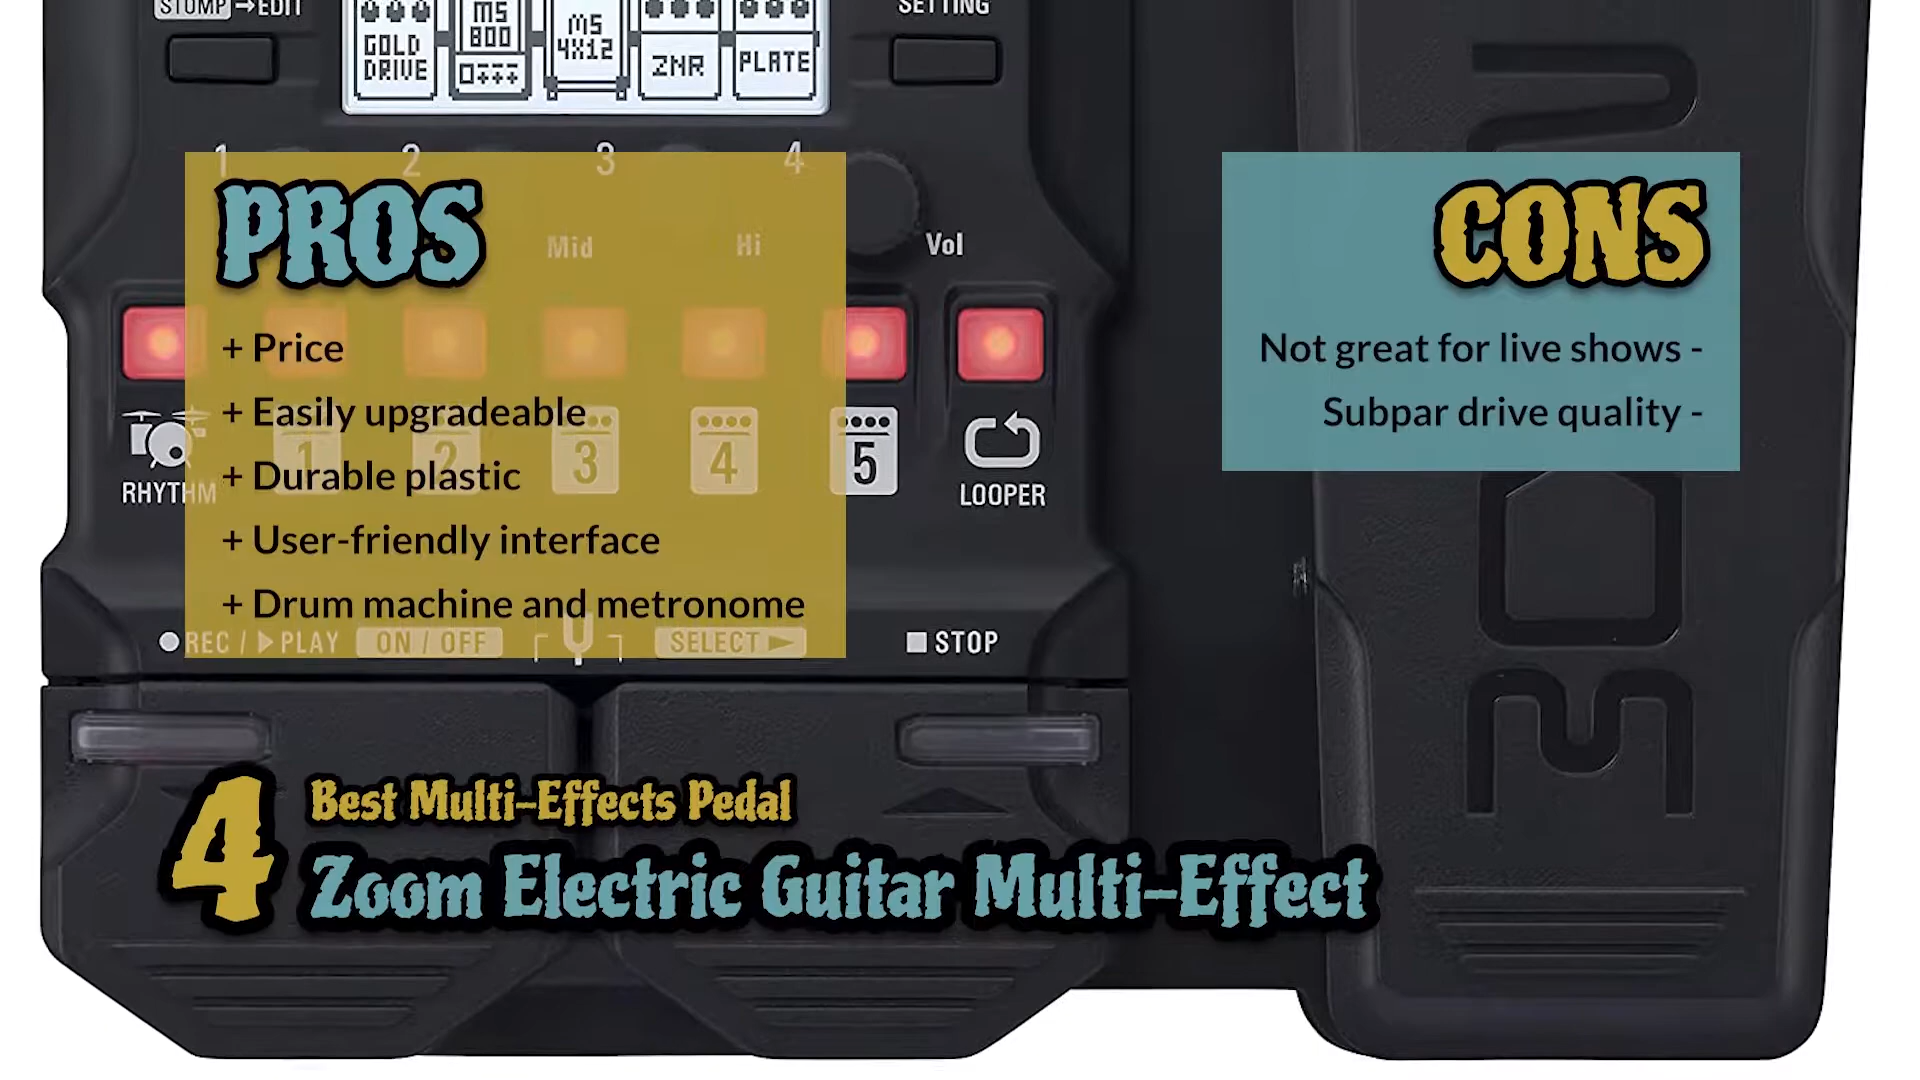 STOMP → EDIT
SETTING
GOLD DRIVE
MS 800
MS 4X12
ZNR
PLATE
1 2 3 4
PROS
CONS
Mid Hi Vol
+ Price
+ Easily upgradeable
+ Durable plastic
+ User-friendly interface
+ Drum machine and metronome
Not great for live shows -
Subpar drive quality -
1 2 3 4 5
RHYTHM
LOOPER
REC / PLAY
ON / OFF
SELECT
STOP
ZOOM
4
Best Multi-Effects Pedal
Zoom Electric Guitar Multi-Effect